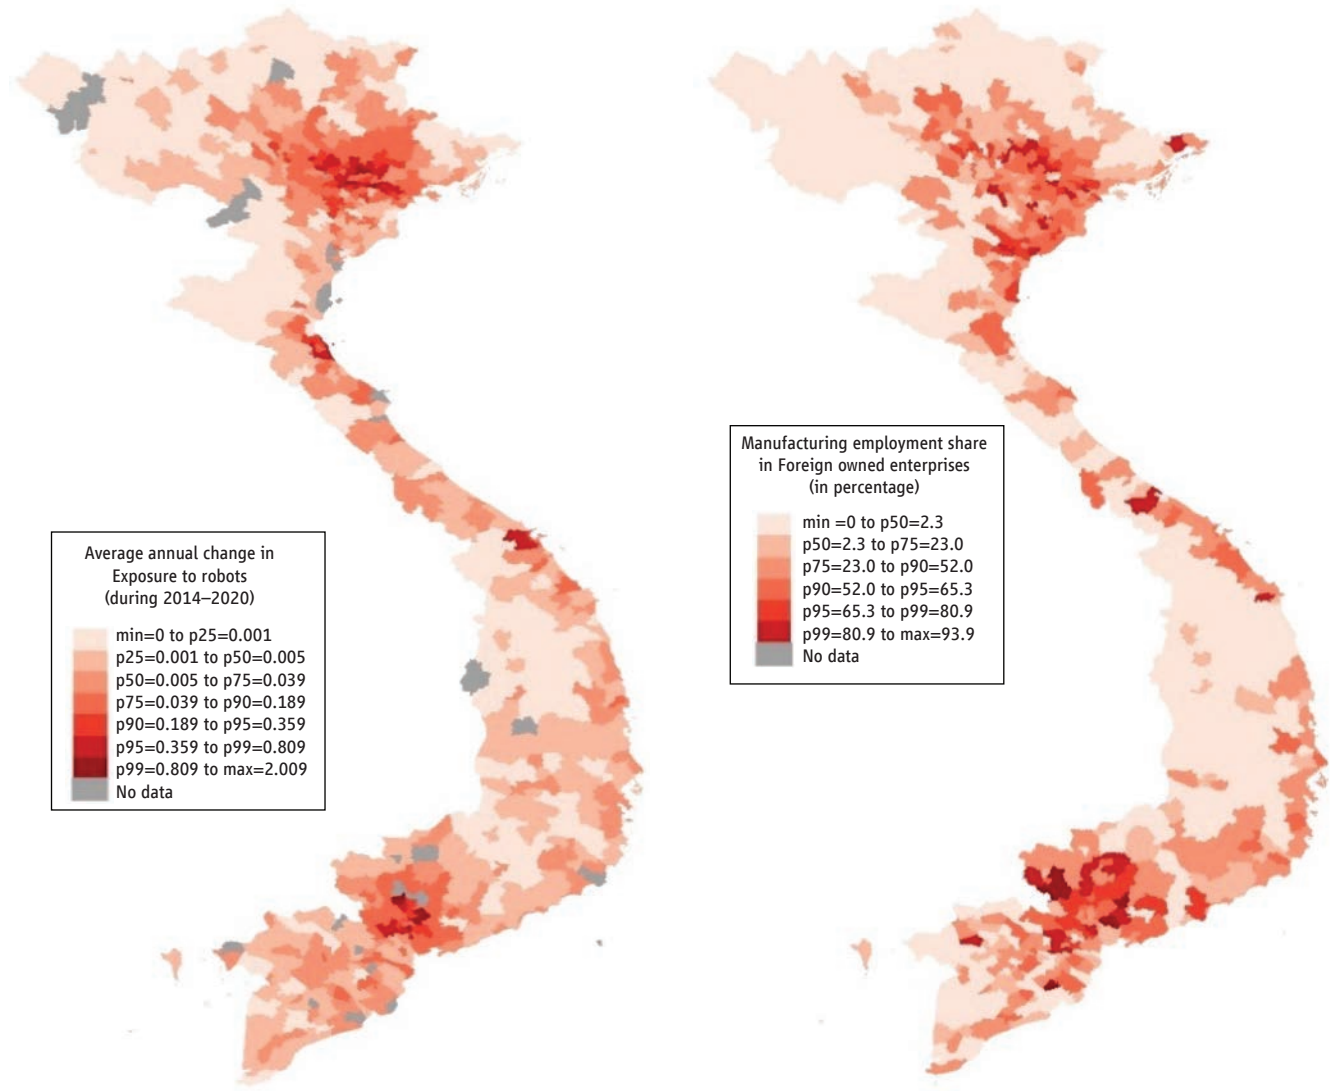 Average annual change in
Exposure to robots
(during 2014–2020)
min=0 to p25=0.001
p25=0.001 to p50=0.005
p50=0.005 to p75=0.039
p75=0.039 to p90=0.189
p90=0.189 to p95=0.359
p95=0.359 to p99=0.809
p99=0.809 to max=2.009
No data
Manufacturing employment share
in Foreign owned enterprises
(in percentage)
min =0 to p50=2.3
p50=2.3 to p75=23.0
p75=23.0 to p90=52.0
p90=52.0 to p95=65.3
p95=65.3 to p99=80.9
p99=80.9 to max=93.9
No data